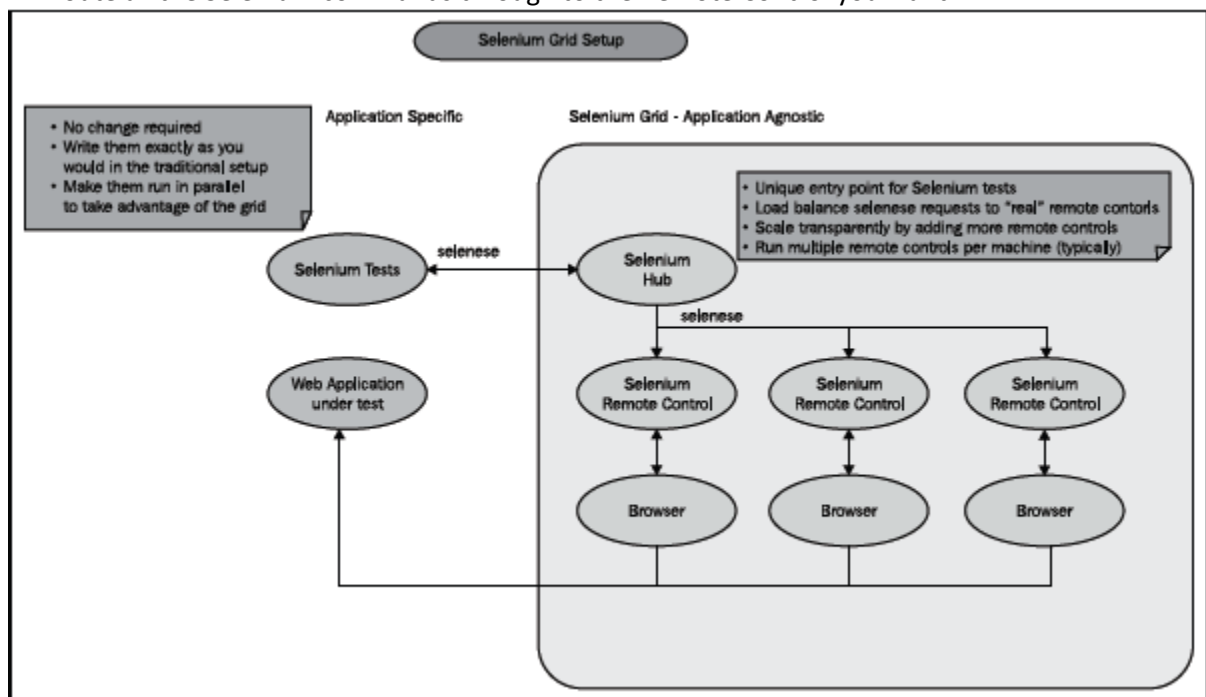 Selenium Grid Setup
• No change required
• Write them exactly as you
would in the traditional setup
• Make them run in parallel
to take advantage of the grid
Application Specific
Selenium Grid - Application Agnostic
• Unique entry point for Selenium tests
• Load balance selenese requests to "real" remote contorls
• Scale transparently by adding more remote controls
• Run multiple remote controls per machine (typically)
Selenium Tests
selenese
Selenium
Hub
selenese
Web Application
under test
Selenium
Remote Control
Selenium
Remote Control
Selenium
Remote Control
Browser
Browser
Browser